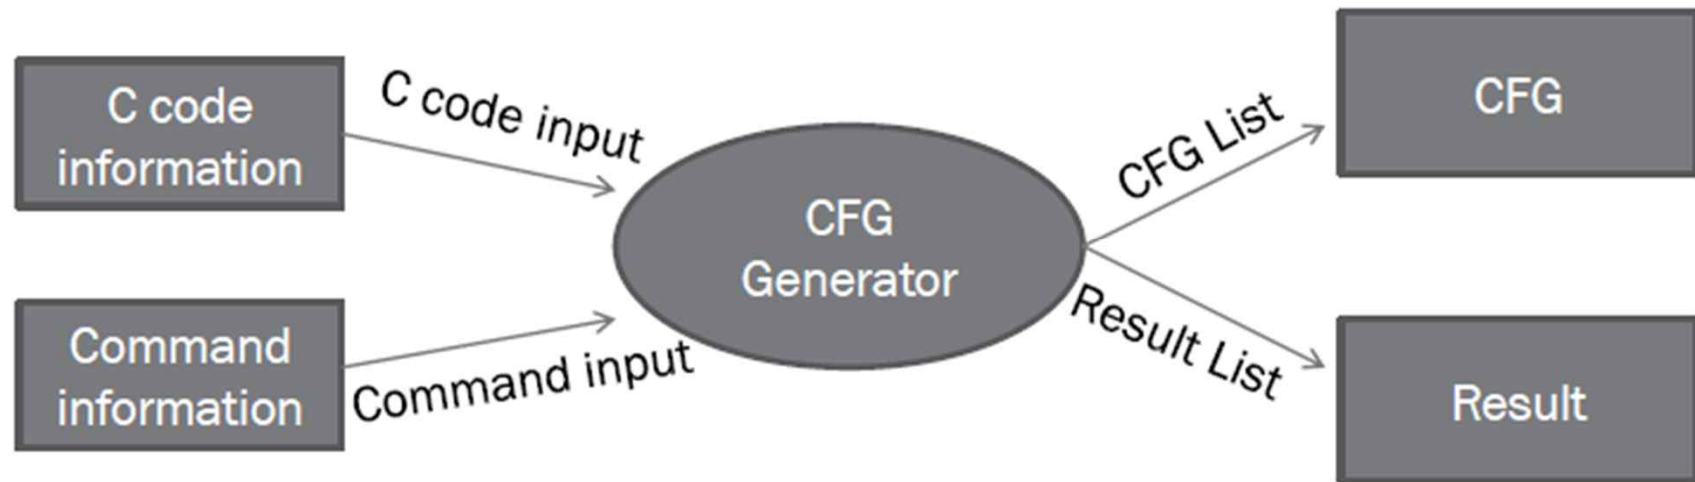 C code
information
C code input
Command
information
Command input
CFG
Generator
CFG List
CFG
Result List
Result